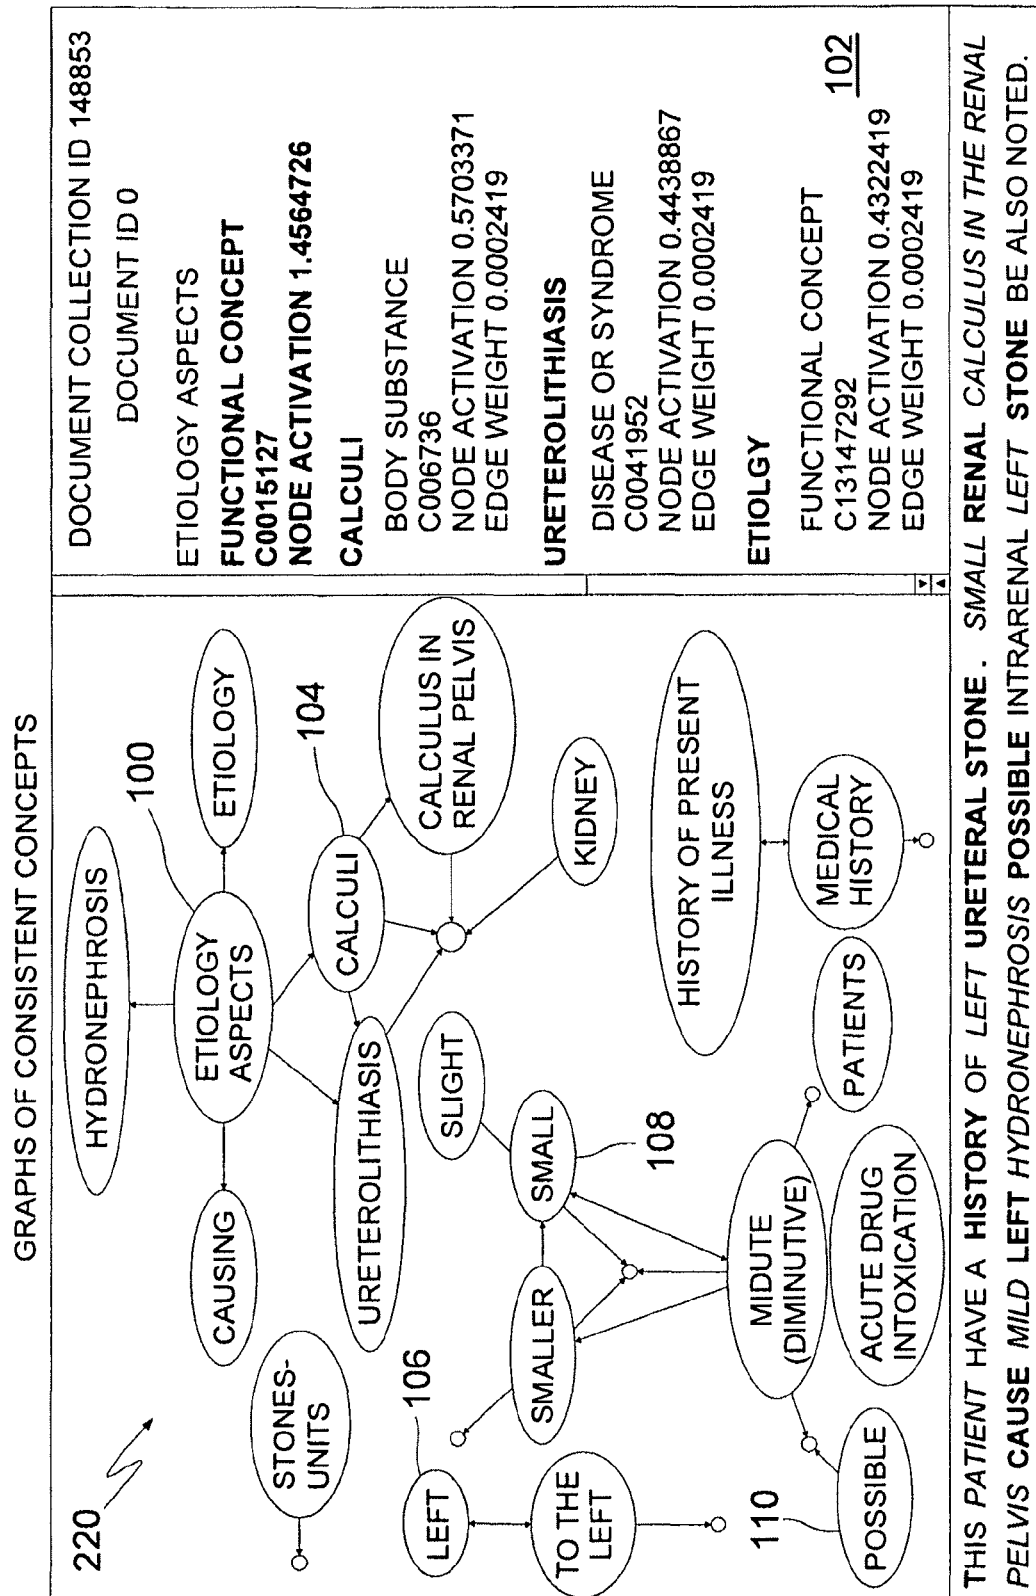 GRAPHS OF CONSISTENT CONCEPTS
220
HYDRONEPHROSIS
100
CAUSING
ETIOLOGY
ASPECTS
ETIOLOGY
STONES-
UNITS
104
URETEROLITHIASIS
CALCULI
CALCULUS IN
RENAL PELVIS
106
LEFT
SLIGHT
SMALLER
SMALL
KIDNEY
TO THE
LEFT
108
HISTORY OF PRESENT
ILLNESS
110
MIDUTE
(DIMINUTIVE)
PATIENTS
MEDICAL
HISTORY
POSSIBLE
ACUTE DRUG
INTOXICATION
DOCUMENT COLLECTION ID 148853
DOCUMENT ID 0
ETIOLOGY ASPECTS
FUNCTIONAL CONCEPT
C0015127
NODE ACTIVATION 1.4564726
CALCULI
BODY SUBSTANCE
C006736
NODE ACTIVATION 0.5703371
EDGE WEIGHT 0.0002419
URETEROLITHIASIS
DISEASE OR SYNDROME
C0041952
NODE ACTIVATION 0.4438867
EDGE WEIGHT 0.0002419
ETIOLGY
FUNCTIONAL CONCEPT
C13147292
NODE ACTIVATION 0.4322419
EDGE WEIGHT 0.0002419
102
THIS PATIENT HAVE A HISTORY OF LEFT URETERAL STONE. SMALL RENAL CALCULUS IN THE RENAL
PELVIS CAUSE MILD LEFT HYDRONEPHROSIS POSSIBLE INTRARENAL LEFT STONE BE ALSO NOTED.